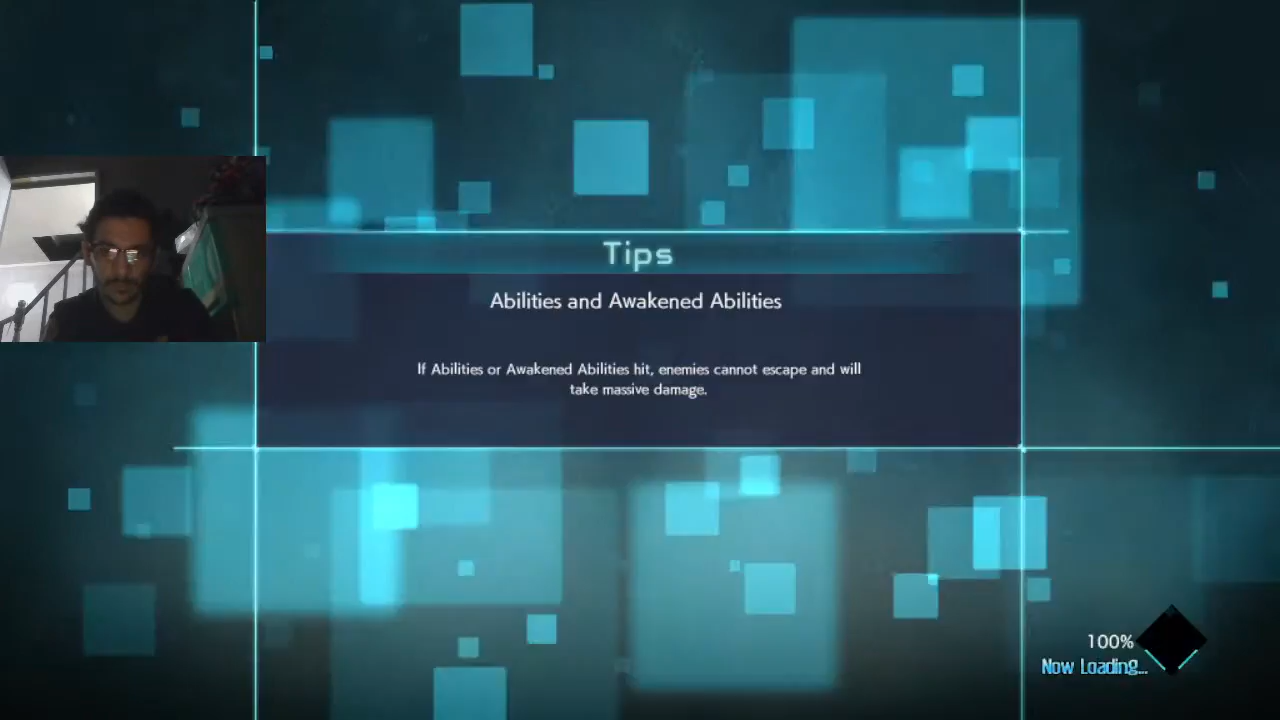 Tips
Abilities and Awakened Abilities
If Abilities or Awakened Abilities hit, enemies cannot escape and will
take massive damage.
100%
Now Loading...